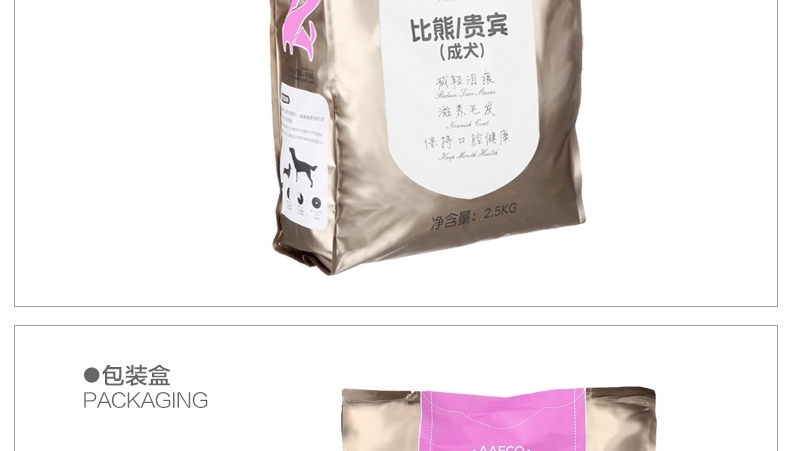 比熊/贵宾
(成犬)
减轻泪痕
Reduce Tear Stains
滋养毛发
Nourish Coat
保持口腔健康
Keep Mouth Health
净含量：2.5KG
●包装盒
PACKAGING
AAFCO